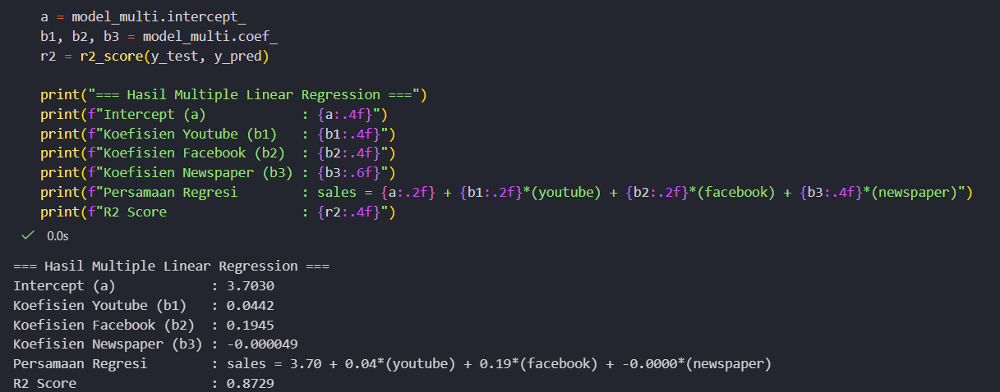 a = model_multi.intercept_
b1, b2, b3 = model_multi.coef_
r2 = r2_score(y_test, y_pred)
print("=== Hasil Multiple Linear Regression ===")
print(f"Intercept (a)            : {a:.4f}")
print(f"Koefisien Youtube (b1)   : {b1:.4f}")
print(f"Koefisien Facebook (b2)  : {b2:.4f}")
print(f"Koefisien Newspaper (b3) : {b3:.6f}")
print(f"Persamaan Regresi        : sales = {a:.2f} + {b1:.2f}*(youtube) + {b2:.2f}*(facebook) + {b3:.4f}*(newspaper)")
print(f"R2 Score                 : {r2:.4f}")
✓ 0.0s
=== Hasil Multiple Linear Regression ===
Intercept (a)            : 3.7030
Koefisien Youtube (b1)   : 0.0442
Koefisien Facebook (b2)  : 0.1945
Koefisien Newspaper (b3) : -0.000049
Persamaan Regresi        : sales = 3.70 + 0.04*(youtube) + 0.19*(facebook) + -0.0000*(newspaper)
R2 Score                 : 0.8729